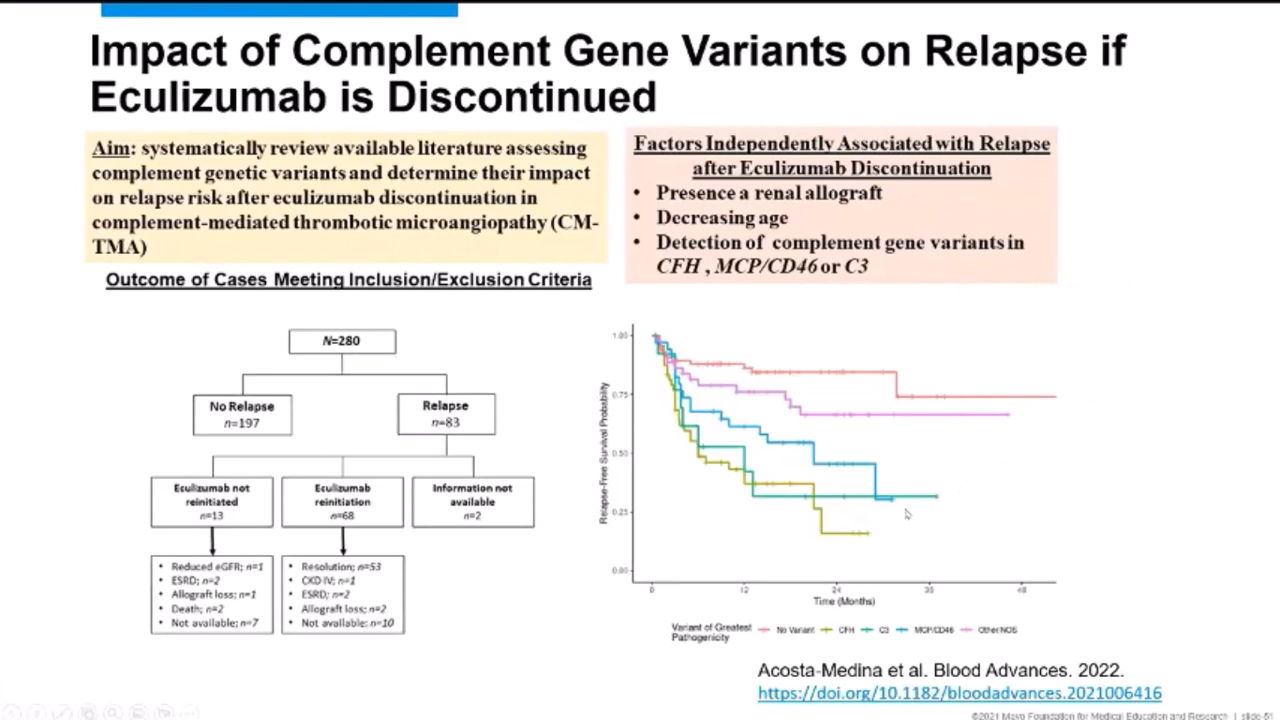 Impact of Complement Gene Variants on Relapse if
Eculizumab is Discontinued
Aim: systematically review available literature assessing
complement genetic variants and determine their impact
on relapse risk after eculizumab discontinuation in
complement-mediated thrombotic microangiopathy (CM-
TMA)
Factors Independently Associated with Relapse
after Eculizumab Discontinuation
• Presence a renal allograft
• Decreasing age
• Detection of complement gene variants in
CFH , MCP/CD46 or C3
Outcome of Cases Meeting Inclusion/Exclusion Criteria
N=280
No Relapse
n=197
Relapse
n=83
Eculizumab not
reinitiated
n=13
Eculizumab
reinitiation
n=68
Information not
available
n=2
• Reduced eGFR; n=1
• ESRD; n=2
• Allograft loss; n=1
• Death; n=2
• Not available; n=7
• Resolution; n=53
• CKD IV; n=1
• ESRD; n=2
• Allograft loss; n=2
• Not available; n=10
Relapse-Free Survival Probability
1.00
0.75
0.50
0.25
0.00
0 12 24 36 48
Time (Months)
Variant of Greatest
Pathogenicity
No Variant CFH C3 MCP/CD46 Other/NOS
Acosta-Medina et al. Blood Advances. 2022.
https://doi.org/10.1182/bloodadvances.2021006416
©2021 Mayo Foundation for Medical Education and Research | slide-